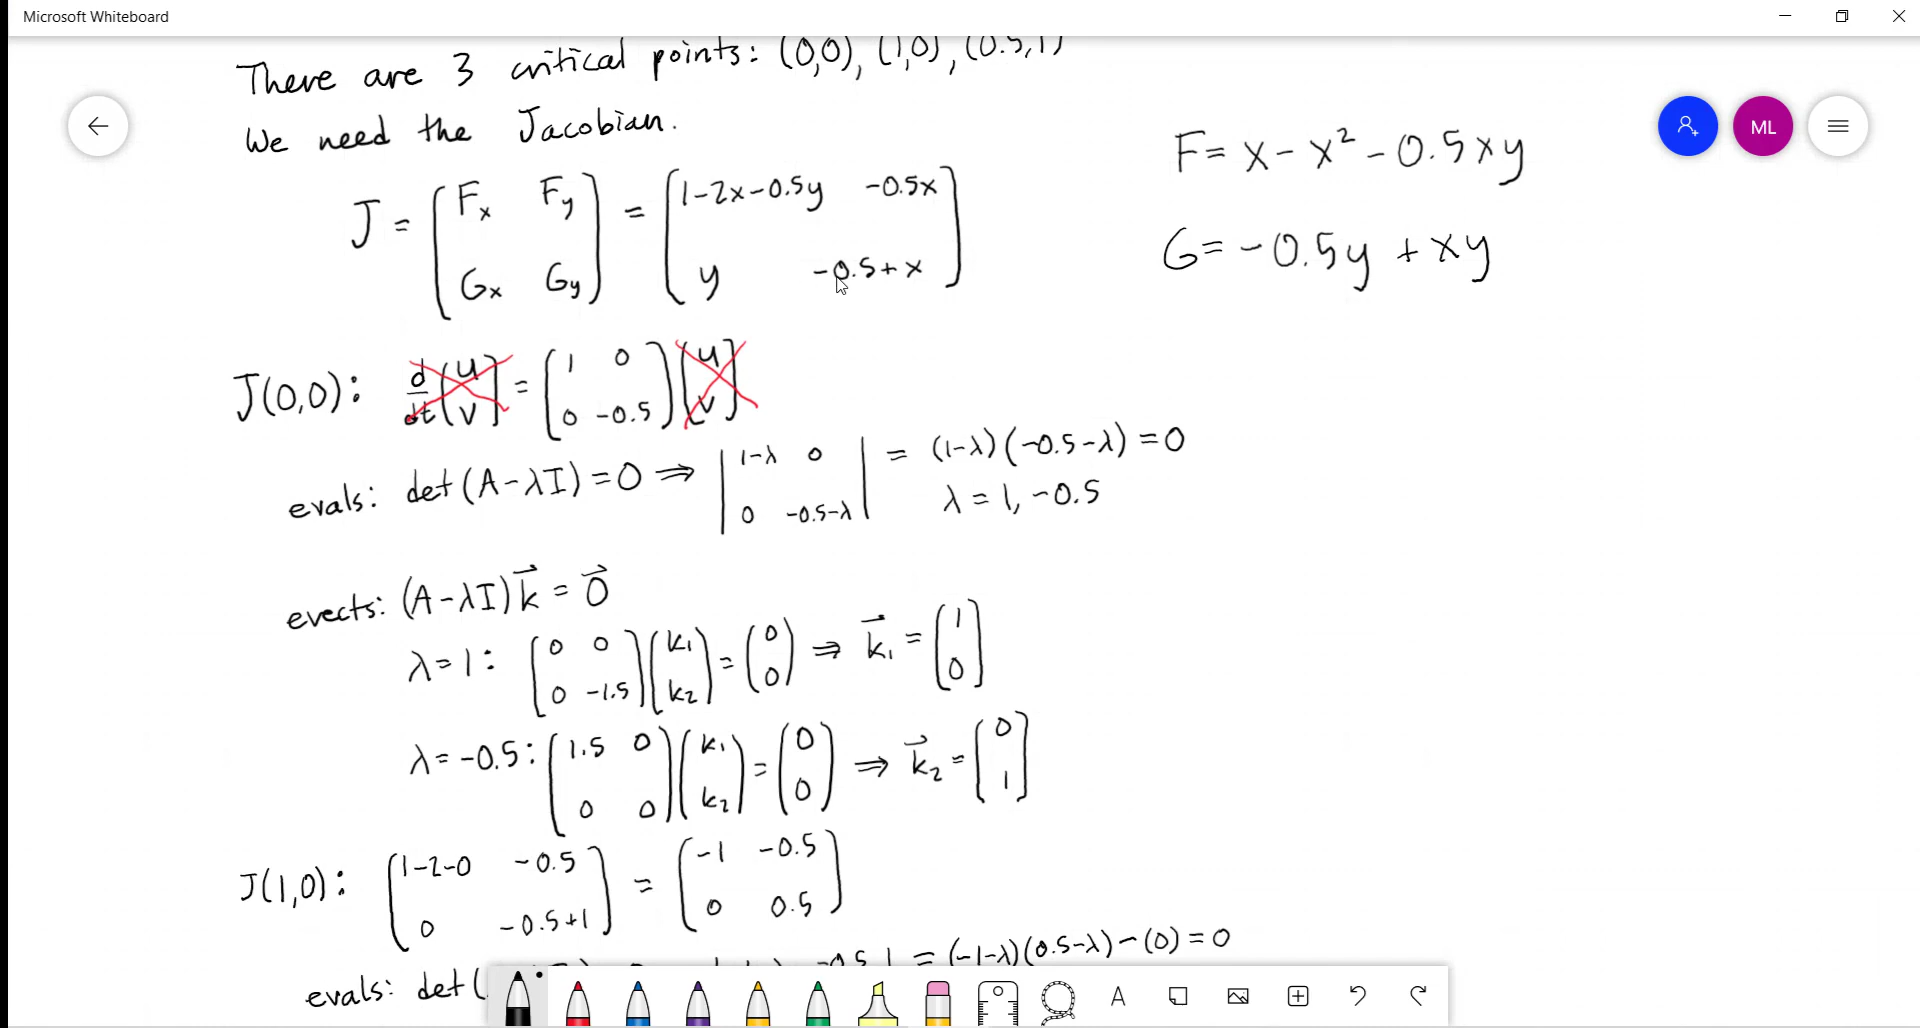 Microsoft Whiteboard
There are 3 critical points: (0,0), (1,0), (0.5,1)
We need the Jacobian.
ML
F = x - x² - 0.5xy
J = [Fx Fy = [1-2x-0.5y -0.5x
Gx Gy] y -0.5+x]
G = -0.5y + xy
J(0,0): d/dt (u v) = (1 0 0 -0.5) (u v)
evals: det(A-λI) = 0 ⇒ |1-λ 0 0 -0.5-λ| = (1-λ)(-0.5-λ) = 0
λ = 1, -0.5
evects: (A-λI)k⃗ = 0⃗
λ = 1: (0 0 0 -1.5) (k₁ k₂) = (0 0) ⇒ k⃗₁ = (1 0)
λ = -0.5: (1.5 0 0 0) (k₁ k₂) = (0 0) ⇒ k⃗₂ = (0 1)
J(1,0): (1-2-0 -0.5 0 -0.5+1) = (-1 -0.5 0 0.5)
evals: det( = (-1-λ)(0.5-λ) - (0) = 0
A